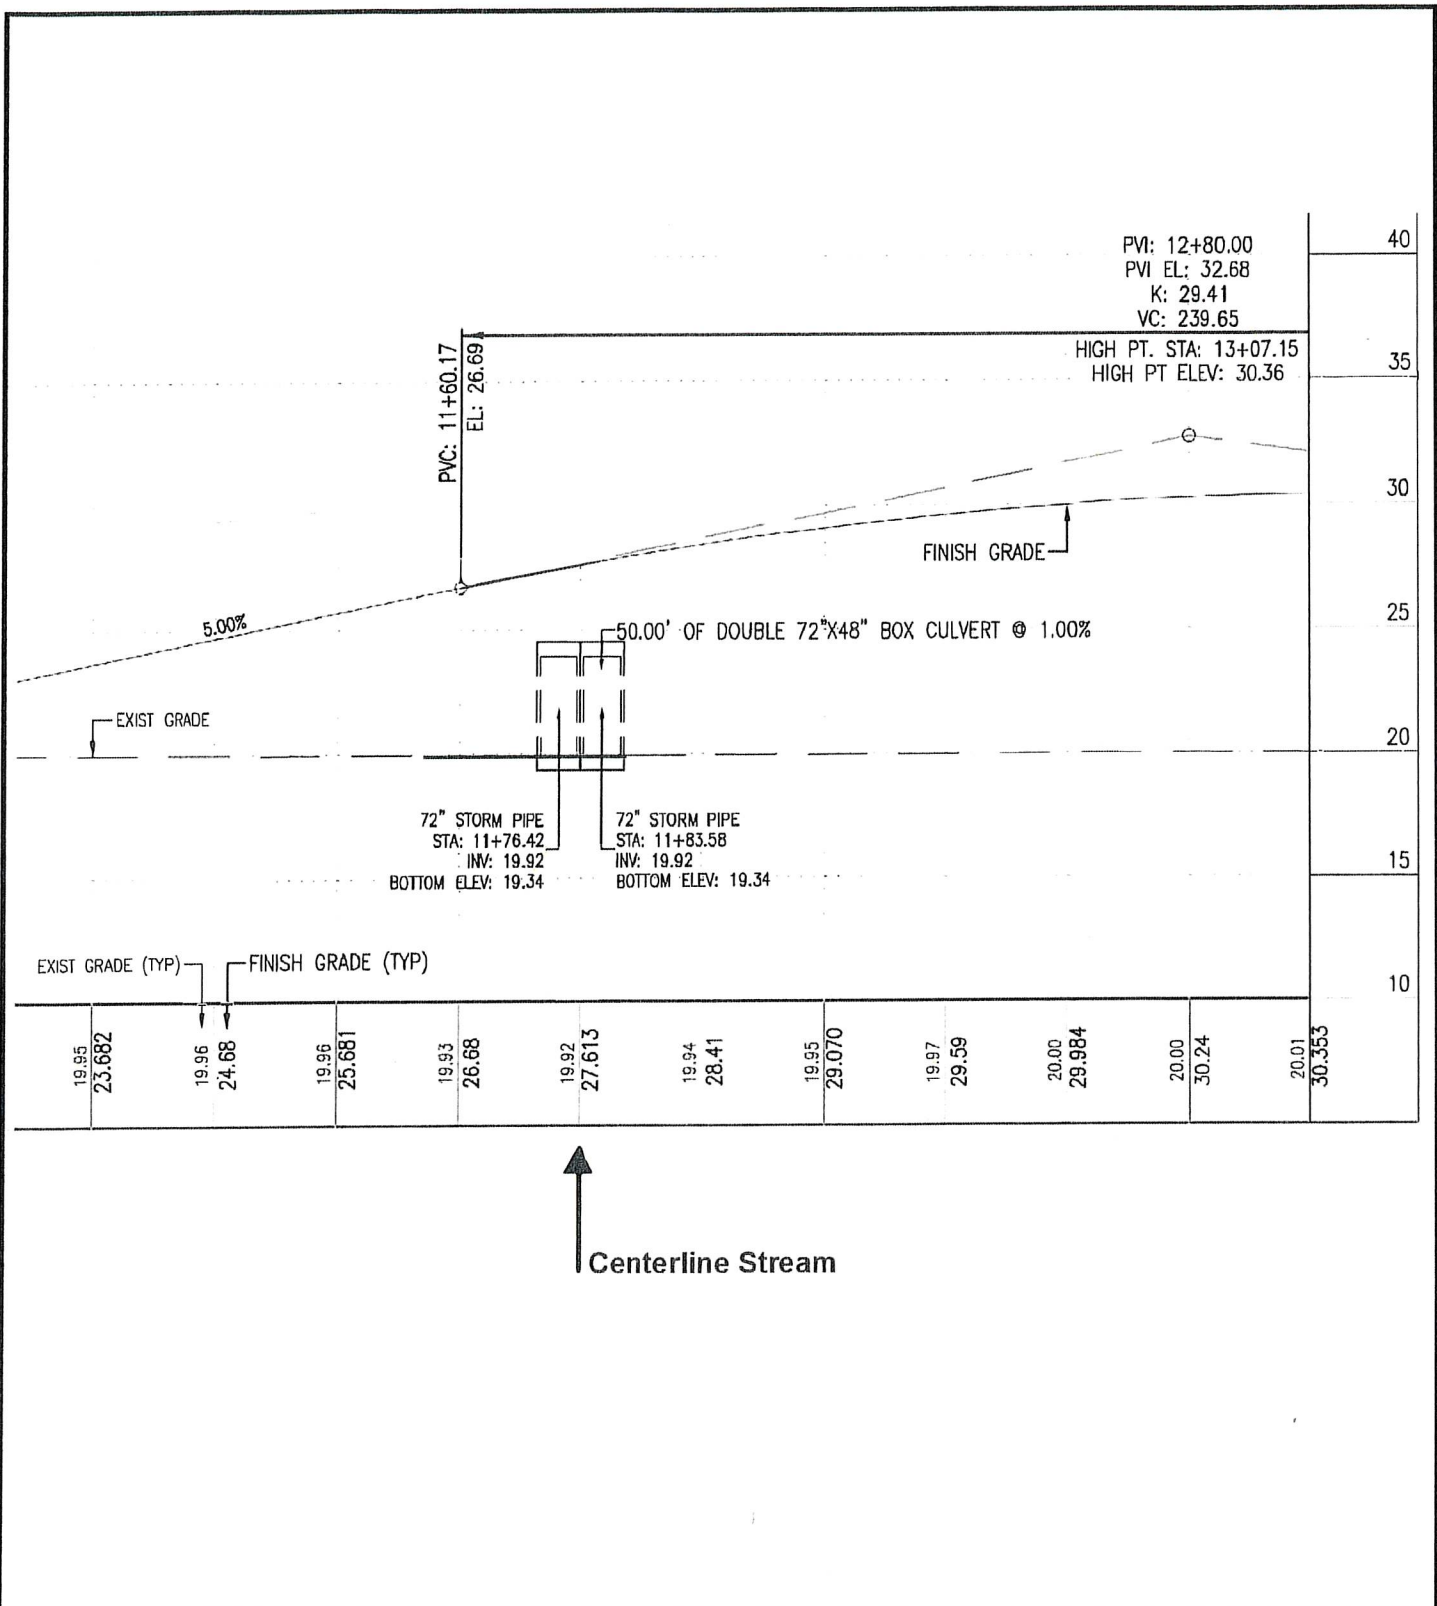 PVI: 12+80.00
PVI EL: 32.68
K: 29.41
VC: 239.65
HIGH PT. STA: 13+07.15
HIGH PT ELEV: 30.36
PVC: 11+60.17
EL: 26.69
40
35
30
25
20
15
10
FINISH GRADE
5.00%
50.00' OF DOUBLE 72"X48" BOX CULVERT @ 1.00%
EXIST GRADE
72" STORM PIPE
STA: 11+76.42
INV: 19.92
BOTTOM ELEV: 19.34
72" STORM PIPE
STA: 11+83.58
INV: 19.92
BOTTOM ELEV: 19.34
EXIST GRADE (TYP)
FINISH GRADE (TYP)
19.95
23.682
19.96
24.68
19.96
25.681
19.93
26.68
19.92
27.613
19.94
28.41
19.95
29.070
19.97
29.59
20.00
29.984
20.00
30.24
20.01
30.353
Centerline Stream